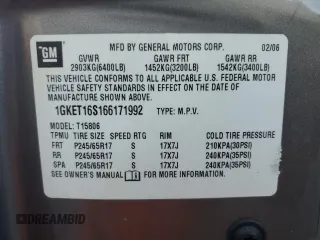 GM
MFD BY GENERAL MOTORS CORP. 02/06
GVWR GAWR FRT GAWR RR
2903KG(6400LB) 1452KG(3200LB) 1542KG(3400LB)
THIS VEHICLE CONFORMS TO ALL APPLICABLE U.S. FEDERAL MOTOR
VEHICLE SAFETY STANDARDS IN EFFECT ON THE DATE OF
MANUFACTURE SHOWN ABOVE.
1GKET16S166171992 TYPE: M.P.V.
MODEL: T15806
TPMU TIRE SIZE SPEED RTG RIM COLD TIRE PRESSURE
FRT P245/65R17 S 17X7J 210KPA(30PSI)
RR P245/65R17 S 17X7J 240KPA(35PSI)
SPA P245/65R17 S 17X7J 240KPA(35PSI)
SEE OWNER'S MANUAL FOR MORE INFORMATION.
DREAMBID